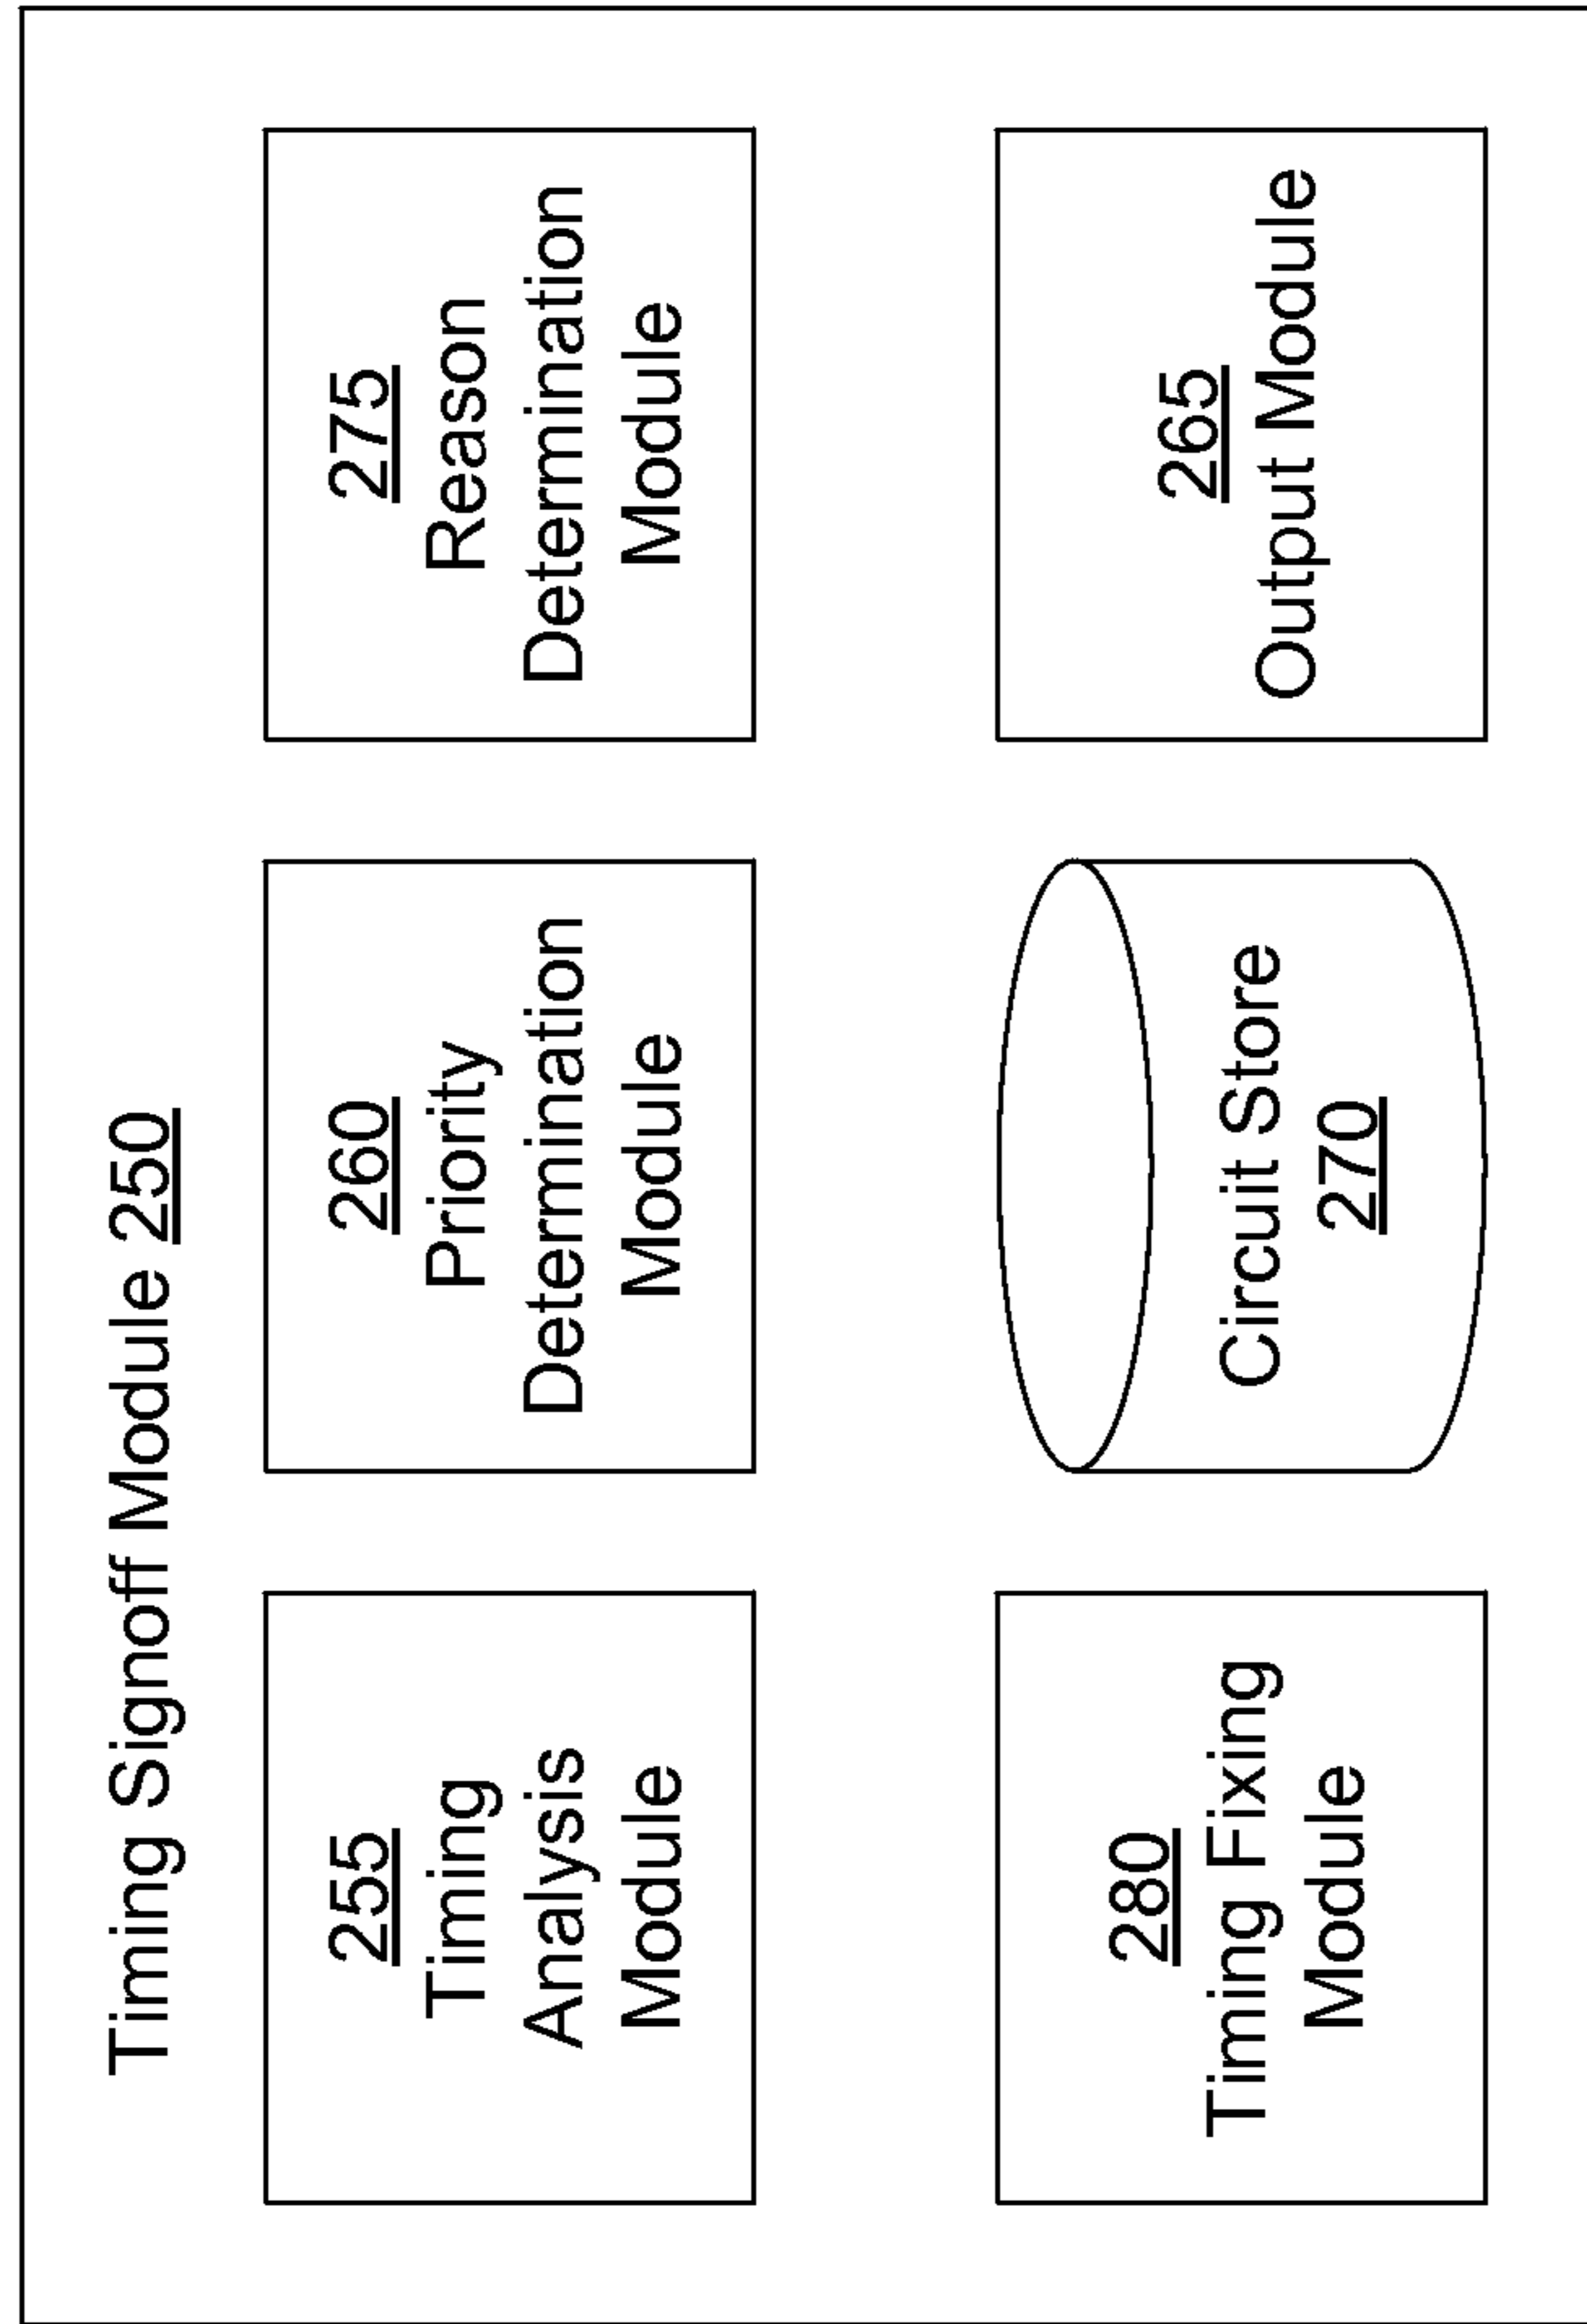 Timing Signoff Module 250
255
Timing
Analysis
Module
260
Priority
Determination
Module
275
Reason
Determination
Module
280
Timing Fixing
Module
Circuit Store
270
265
Output Module